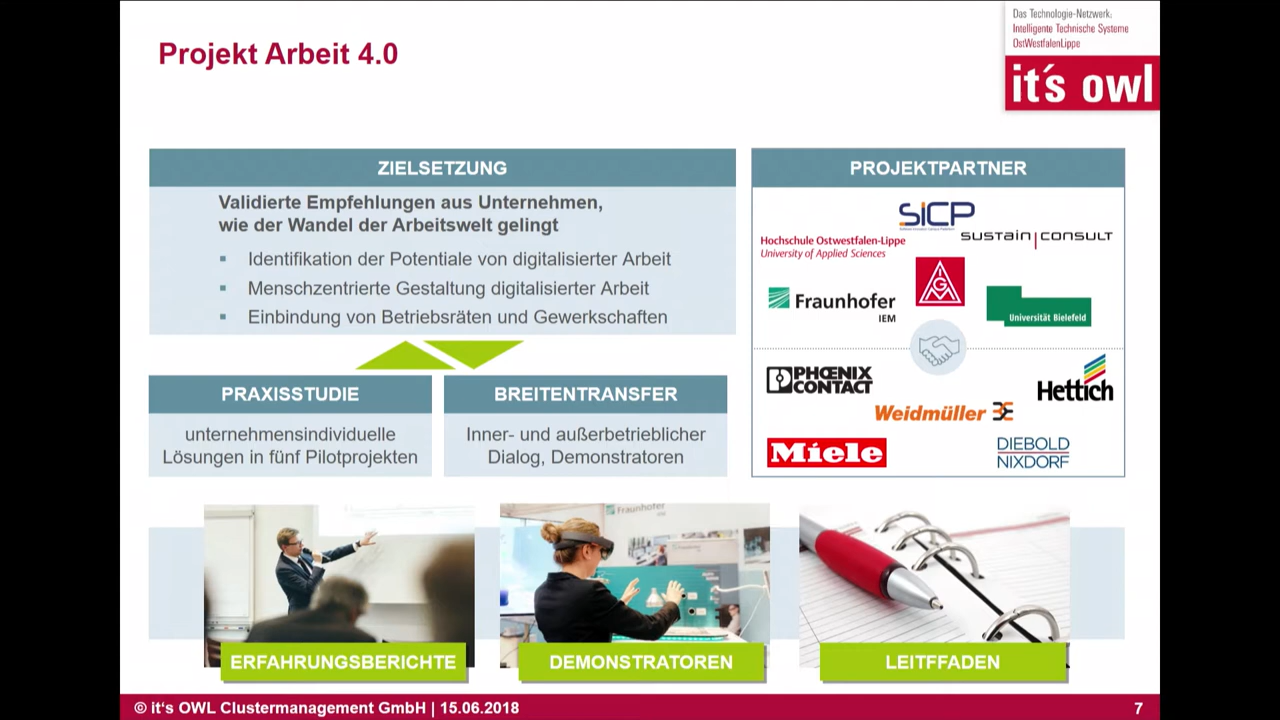 Projekt Arbeit 4.0
Das Technologie-Netzwerk:
Intelligente Technische Systeme
OstWestfalenLippe
it's owl
ZIELSETZUNG
Validierte Empfehlungen aus Unternehmen,
wie der Wandel der Arbeitswelt gelingt
▪ Identifikation der Potentiale von digitalisierter Arbeit
▪ Menschzentrierte Gestaltung digitalisierter Arbeit
▪ Einbindung von Betriebsräten und Gewerkschaften
PRAXISSTUDIE
unternehmensindividuelle
Lösungen in fünf Pilotprojekten
BREITENTRANSFER
Inner- und außerbetrieblicher
Dialog, Demonstratoren
PROJEKTPARTNER
SICP
SUSTAIN|CONSULT
Hochschule Ostwestfalen-Lippe
University of Applied Sciences
IGM
Fraunhofer
IEM
Universität Bielefeld
PHŒNIX
CONTACT
Hettich
Weidmüller
Miele
DIEBOLD
NIXDORF
Fraunhofer
ERFAHRUNGSBERICHTE
DEMONSTRATOREN
LEITFFADEN
© it's OWL Clustermanagement GmbH | 15.06.2018
7